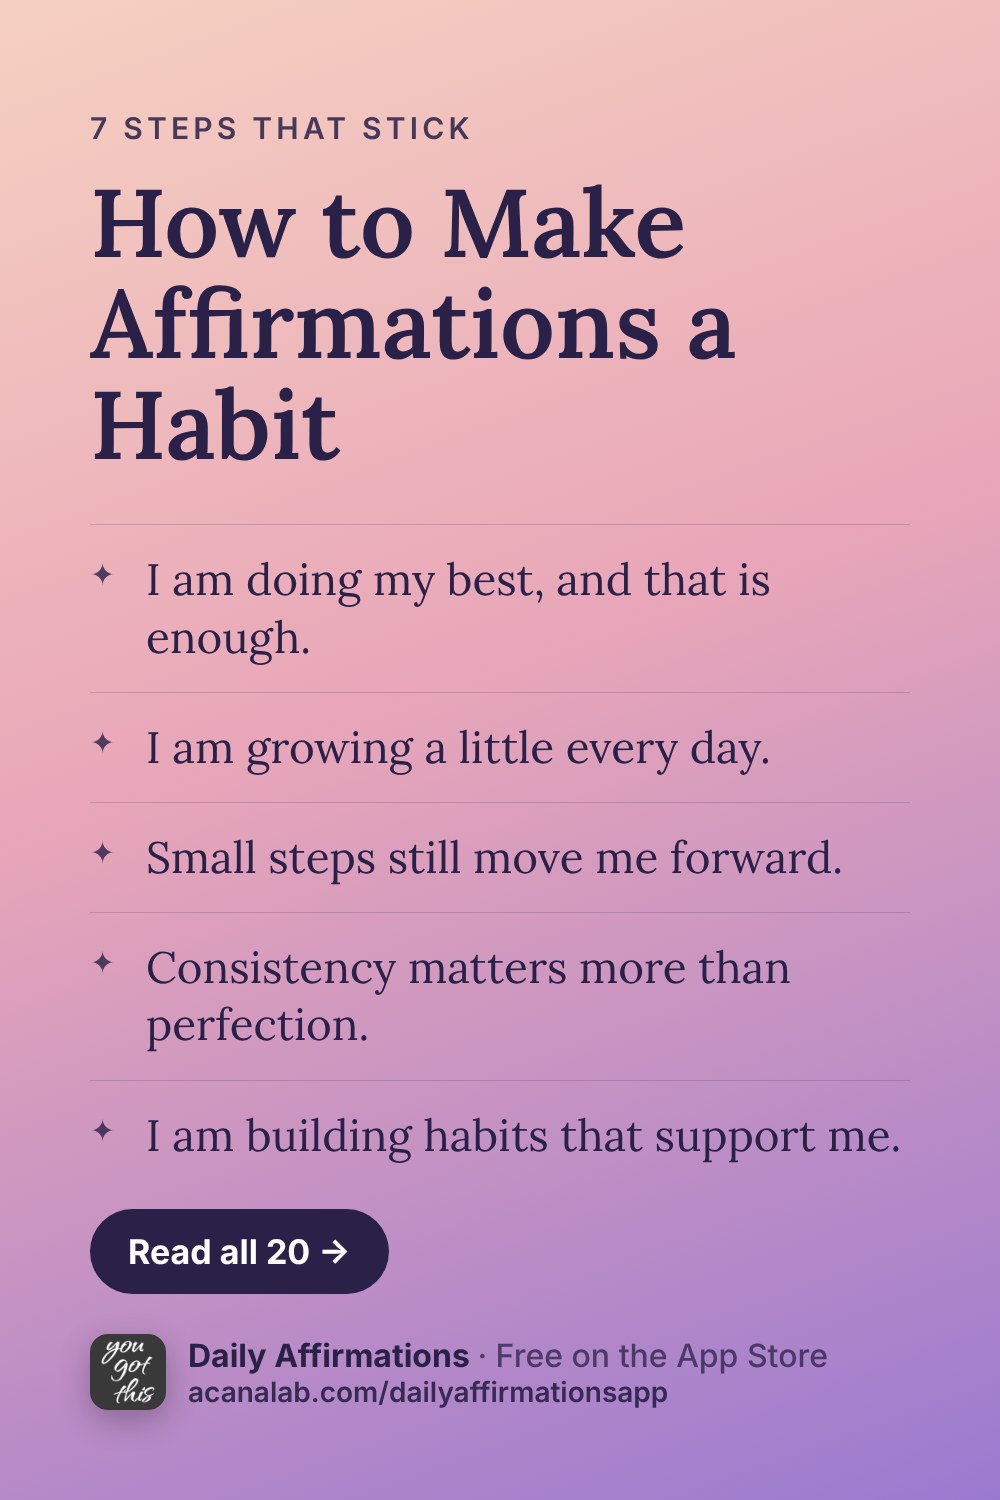 7 STEPS THAT STICK
How to Make
Affirmations a
Habit
✦ I am doing my best, and that is
enough.
✦ I am growing a little every day.
✦ Small steps still move me forward.
✦ Consistency matters more than
perfection.
✦ I am building habits that support me.
Read all 20 →
you
got
this
Daily Affirmations · Free on the App Store
acanalab.com/dailyaffirmationsapp